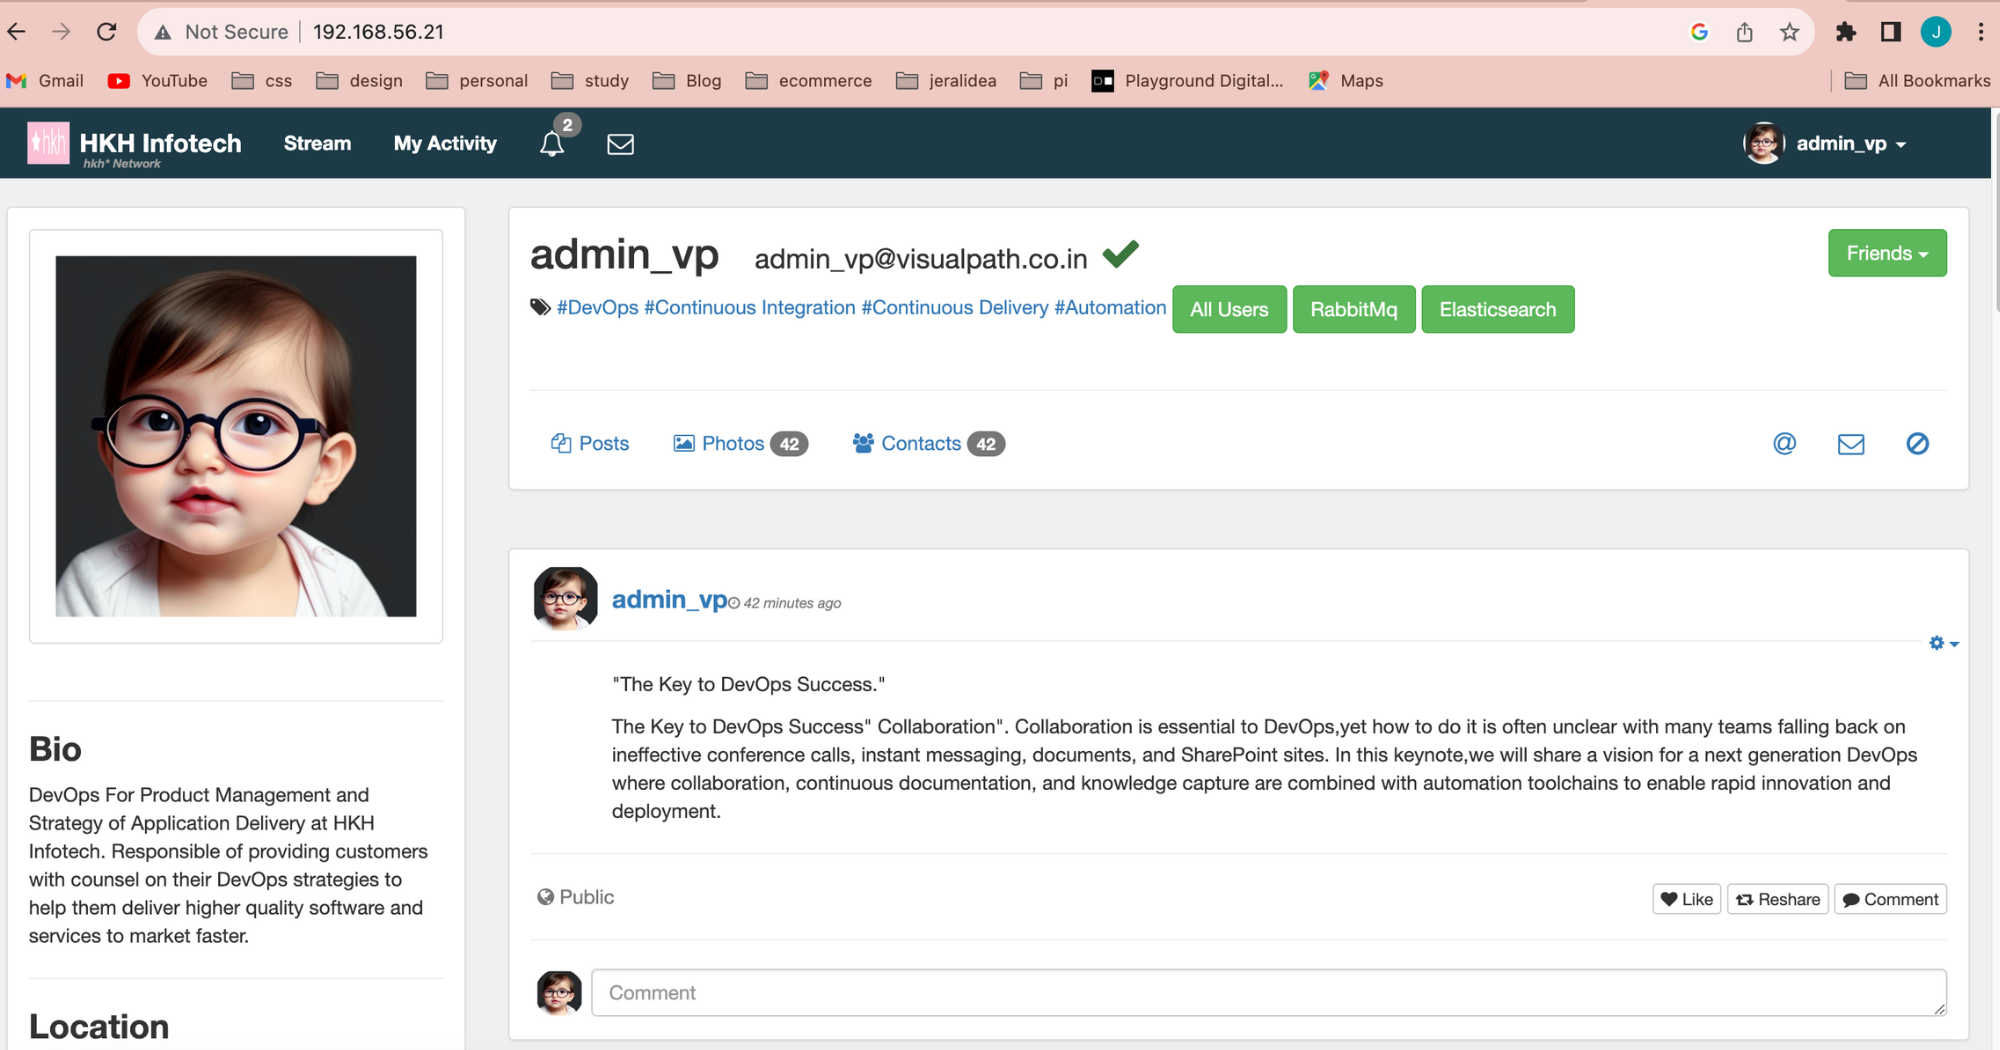 Not Secure 192.168.56.21
J
Gmail YouTube css design personal study Blog ecommerce jeralidea pi Playground Digital... Maps All Bookmarks
hkh HKH Infotech Stream My Activity 2 admin_vp
hkh* Network
admin_vp admin_vp@visualpath.co.in Friends
#DevOps #Continuous Integration #Continuous Delivery #Automation All Users RabbitMq Elasticsearch
Posts Photos 42 Contacts 42 @
admin_vp 42 minutes ago
"The Key to DevOps Success."
The Key to DevOps Success" Collaboration". Collaboration is essential to DevOps,yet how to do it is often unclear with many teams falling back on
ineffective conference calls, instant messaging, documents, and SharePoint sites. In this keynote,we will share a vision for a next generation DevOps
where collaboration, continuous documentation, and knowledge capture are combined with automation toolchains to enable rapid innovation and
deployment.
Public Like Reshare Comment
Comment
Bio
DevOps For Product Management and
Strategy of Application Delivery at HKH
Infotech. Responsible of providing customers
with counsel on their DevOps strategies to
help them deliver higher quality software and
services to market faster.
Location